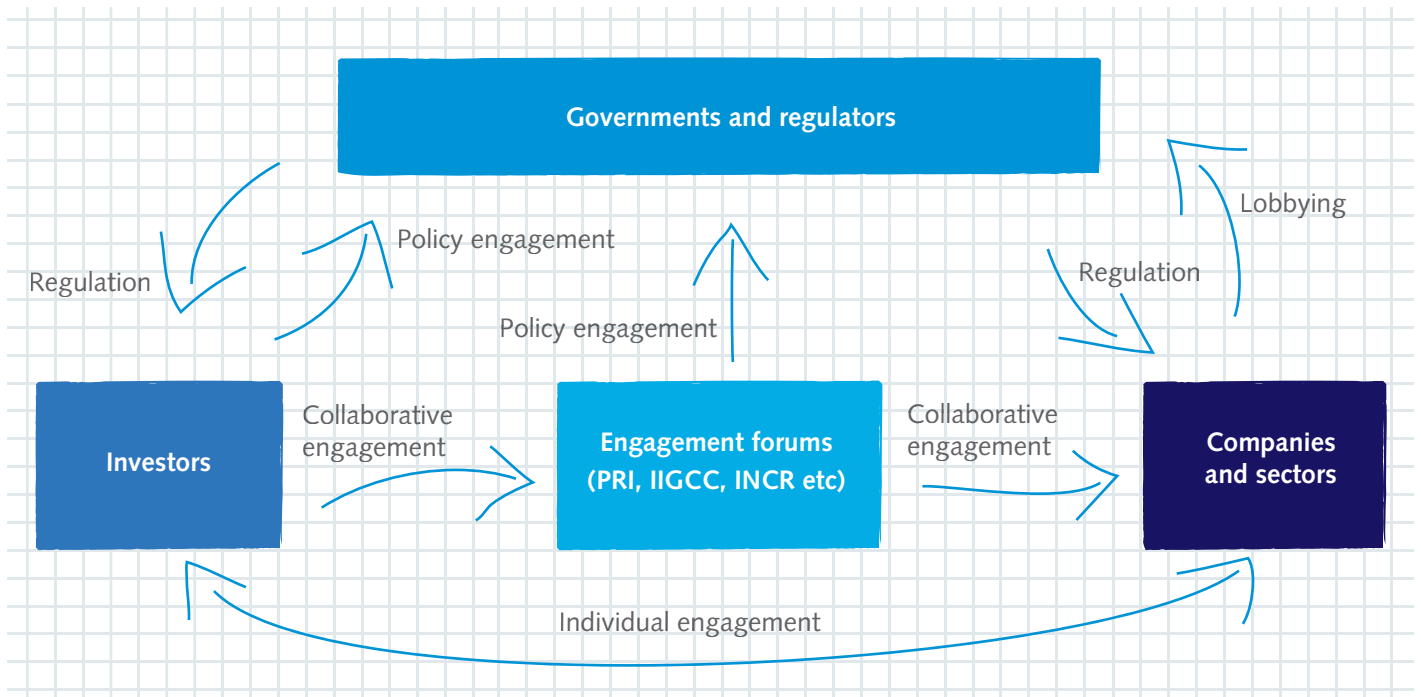 Governments and regulators
Lobbying
Policy engagement
Regulation
Regulation
Policy engagement
Collaborative
engagement
Collaborative
engagement
Investors
Engagement forums
(PRI, IIGCC, INCR etc)
Companies
and sectors
Individual engagement